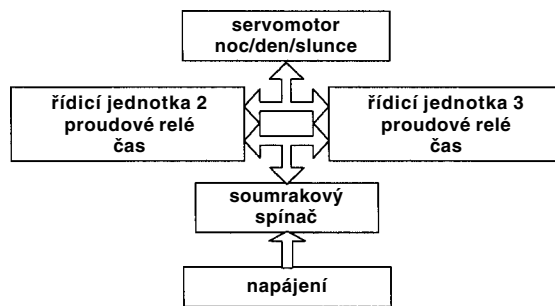 servomotor
noc/den/slunce
řídicí jednotka 2
proudové relé
čas
řídicí jednotka 3
proudové relé
čas
soumrakový
spínač
napájení